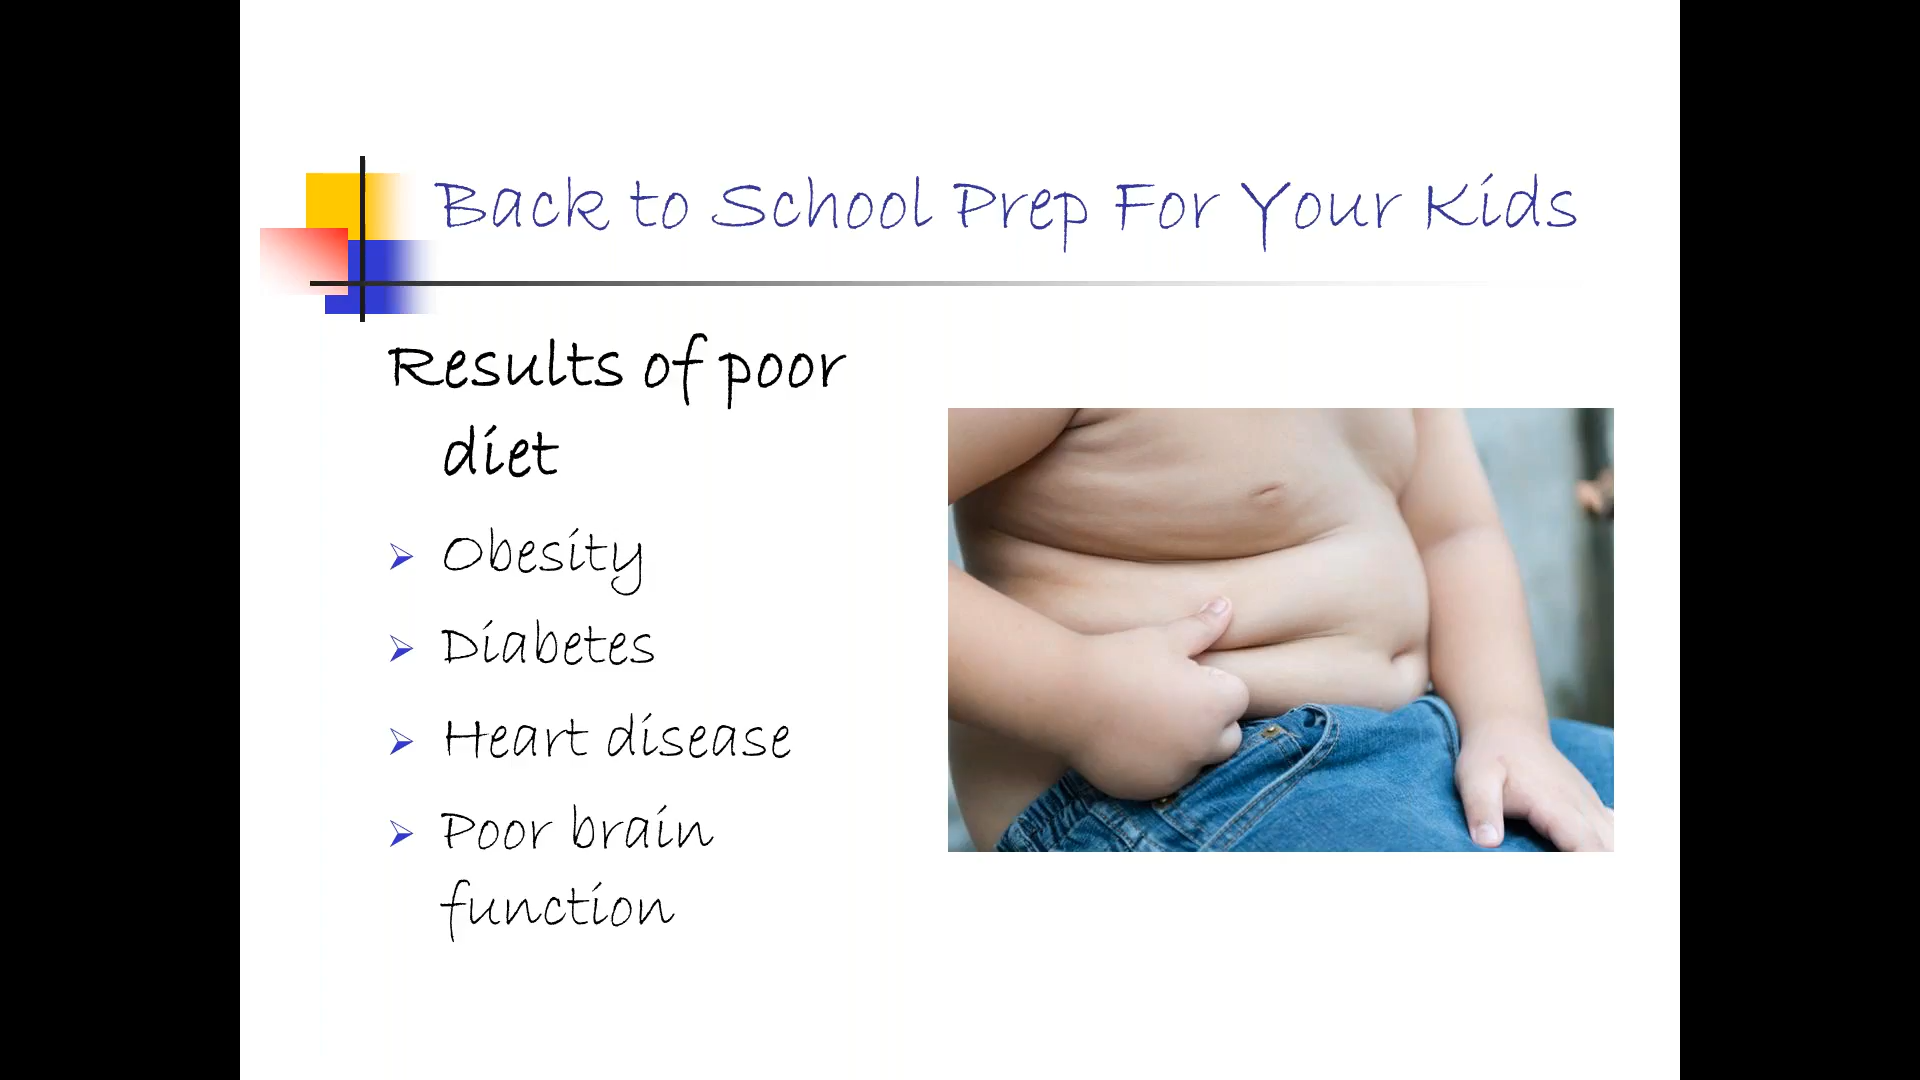 Back to School Prep For Your Kids
Results of poor
diet
Obesity
Diabetes
Heart disease
Poor brain
function